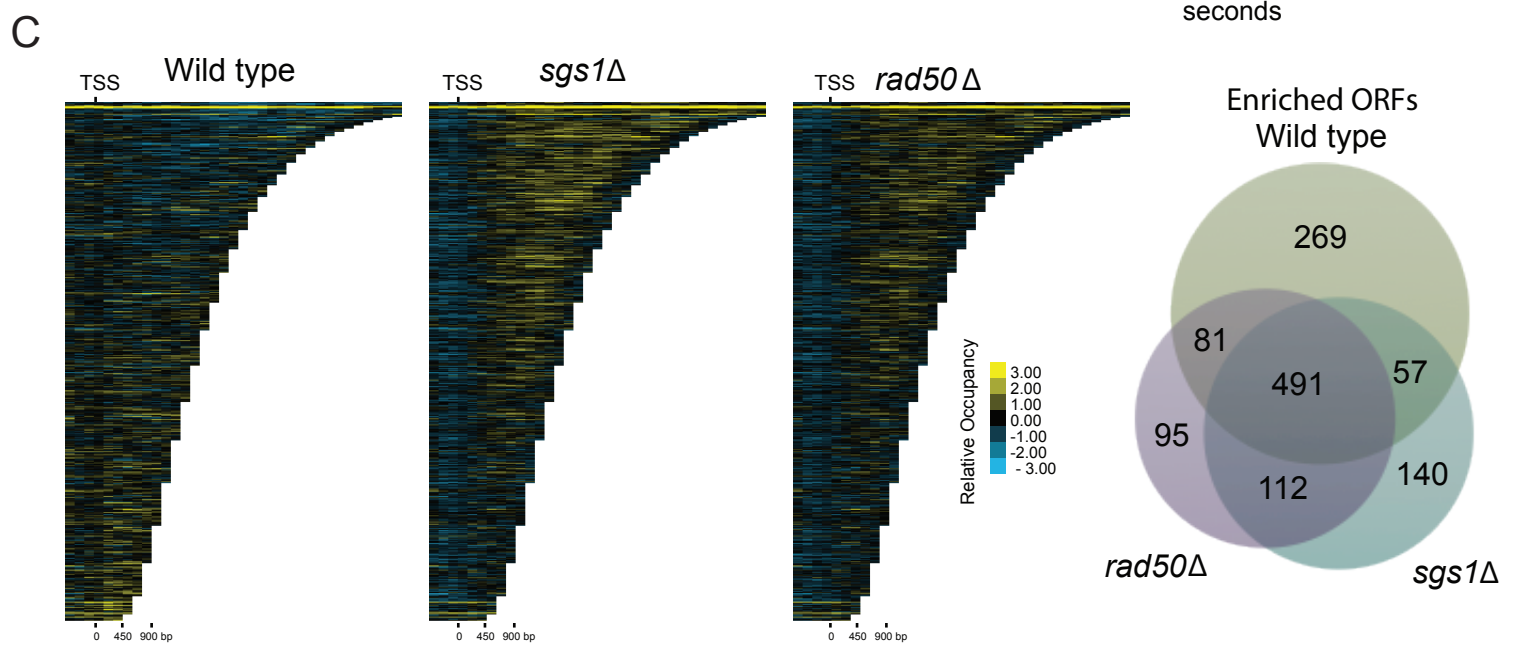 seconds
C
TSS
Wild type
TSS
sgs1Δ
TSS
rad50 Δ
Enriched ORFs
Wild type
269
81
57
491
95
112
140
rad50Δ
sgs1Δ
Relative Occupancy
3.00
2.00
1.00
0.00
-1.00
-2.00
- 3.00
0 450 900 bp
0 450 900 bp
0 450 900 bp